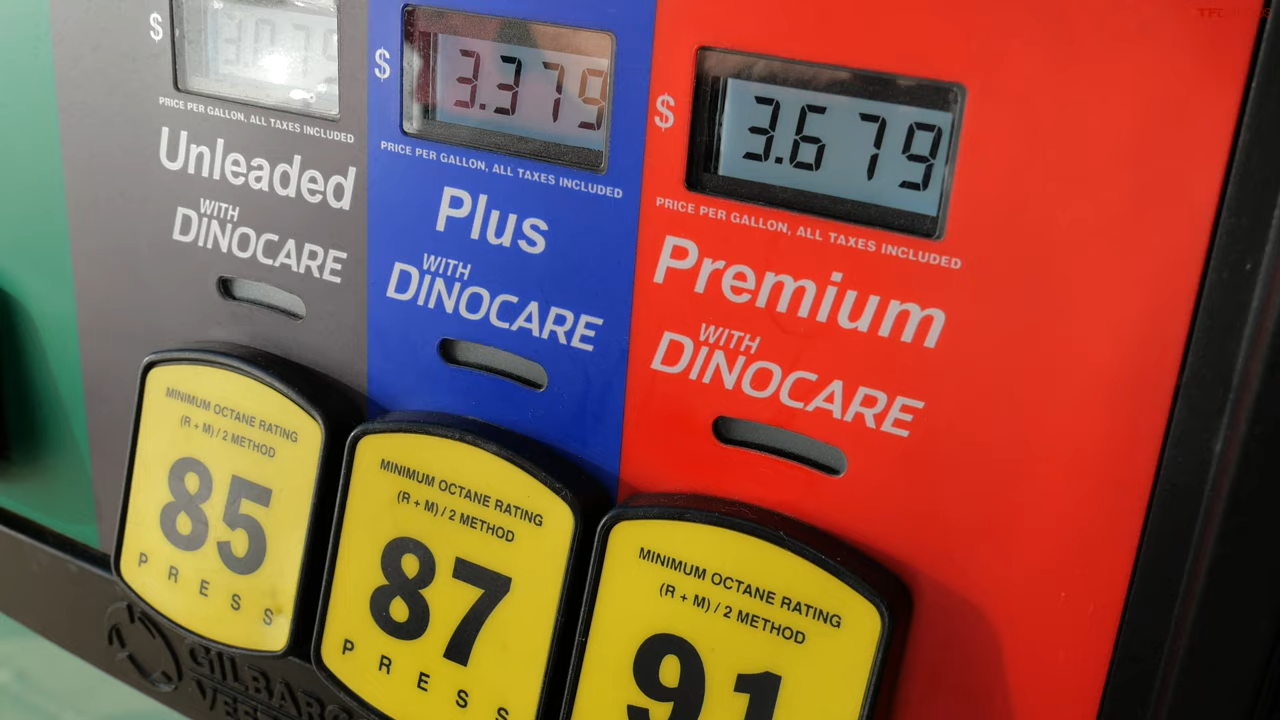 $ 3.079
PRICE PER GALLON, ALL TAXES INCLUDED
Unleaded
WITH
DINOCARE
MINIMUM OCTANE RATING
(R + M) / 2 METHOD
85
PRESS
$ 3.379
PRICE PER GALLON, ALL TAXES INCLUDED
Plus
WITH
DINOCARE
MINIMUM OCTANE RATING
(R + M) / 2 METHOD
87
PRESS
$ 3.679
PRICE PER GALLON, ALL TAXES INCLUDED
Premium
WITH
DINOCARE
MINIMUM OCTANE RATING
(R + M) / 2 METHOD
91